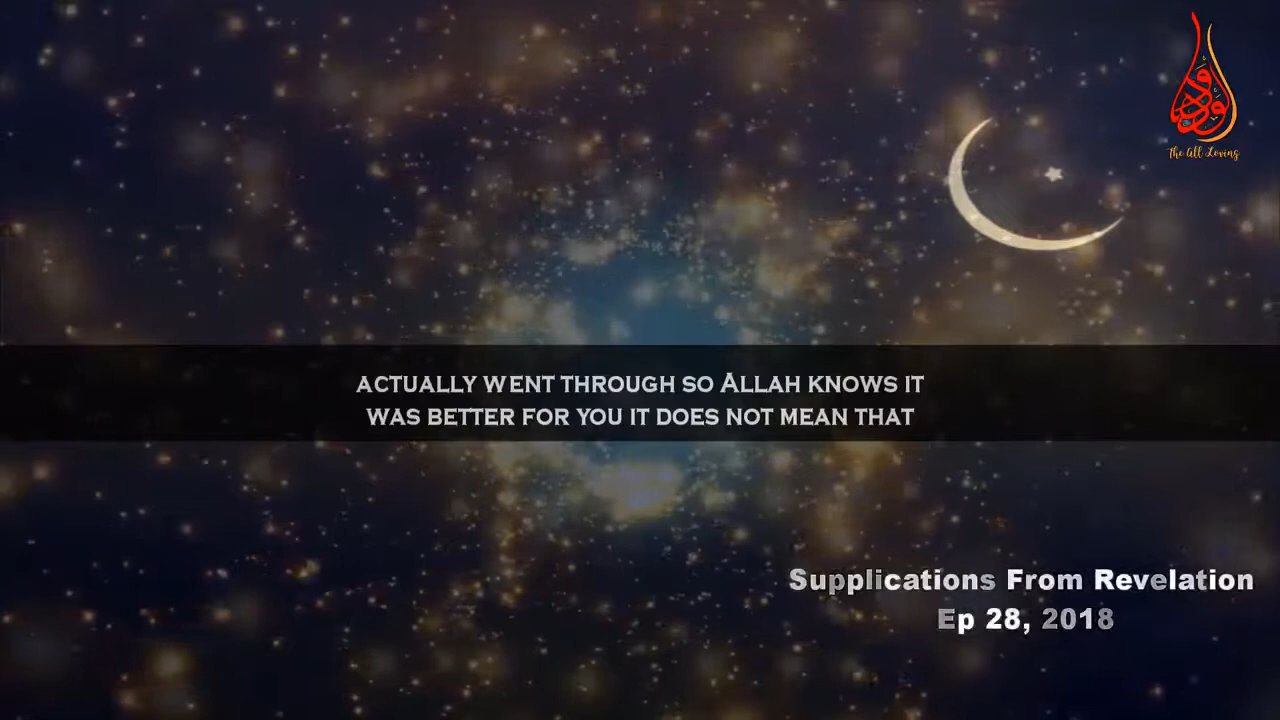 The All Loving
ACTUALLY WENT THROUGH SO ALLAH KNOWS IT
WAS BETTER FOR YOU IT DOES NOT MEAN THAT
Supplications From Revelation
Ep 28, 2018